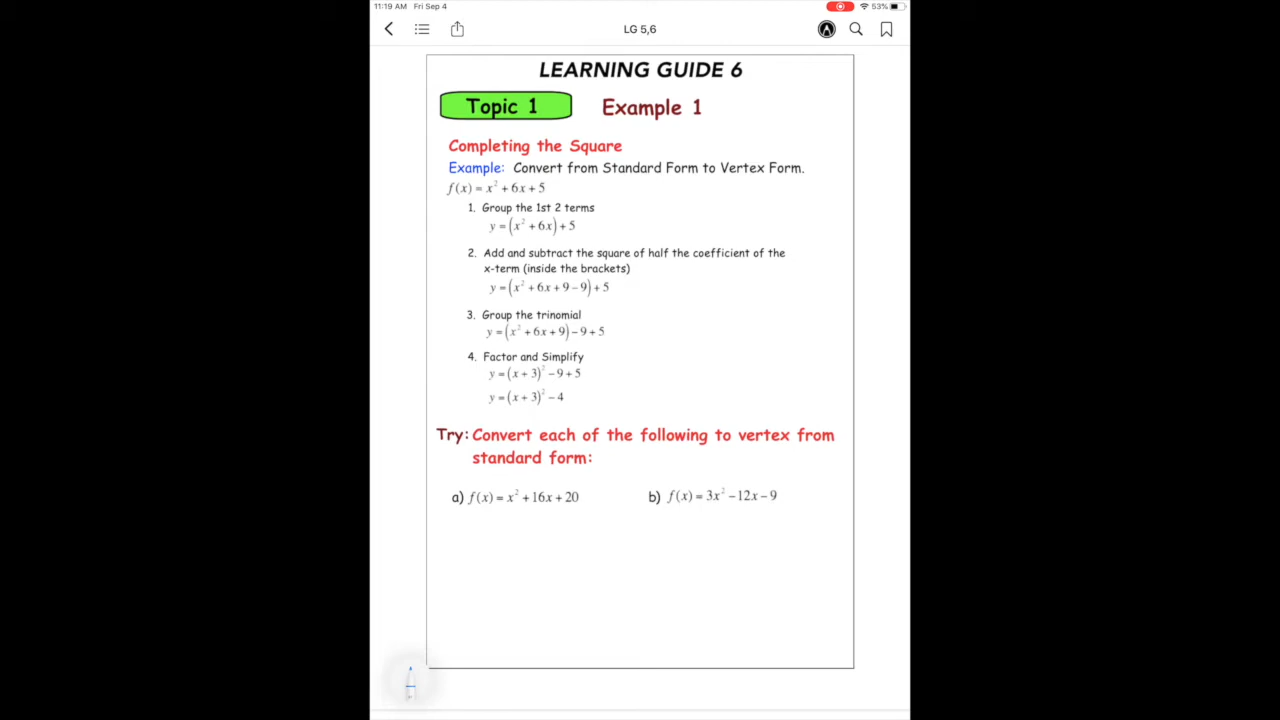 11:19 AM Fri Sep 4
53%
LG 5,6
LEARNING GUIDE 6
Topic 1
Example 1
Completing the Square
Example: Convert from Standard Form to Vertex Form.
f(x) = x² + 6x + 5
1. Group the 1st 2 terms
y = (x² + 6x) + 5
2. Add and subtract the square of half the coefficient of the
x-term (inside the brackets)
y = (x² + 6x + 9 – 9) + 5
3. Group the trinomial
y = (x² + 6x + 9) – 9 + 5
4. Factor and Simplify
y = (x + 3)² – 9 + 5
y = (x + 3)² – 4
Try: Convert each of the following to vertex from
standard form:
a) f(x) = x² + 16x + 20
b) f(x) = 3x² – 12x – 9